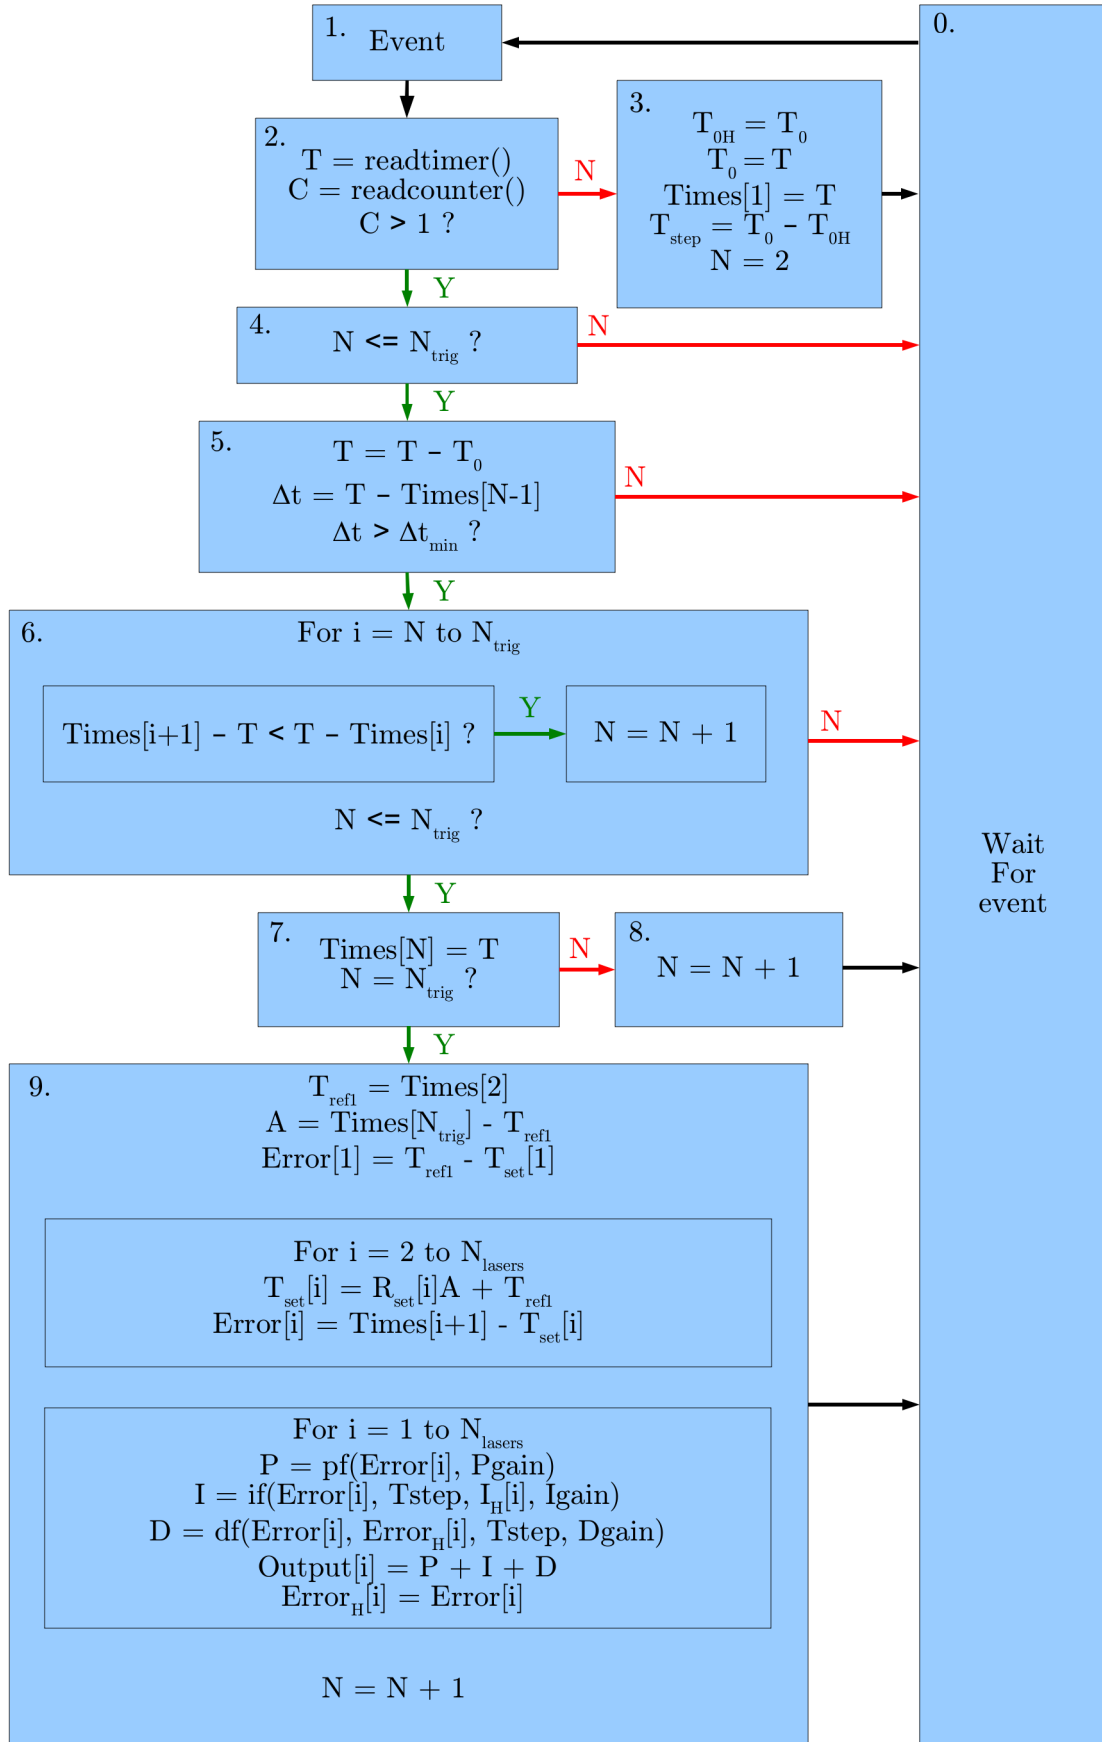 0.
Wait
For
event
1.
Event
2.
T = readtimer()
C = readcounter()
C > 1 ?
N
Y
3.
T0H = T0
T0 = T
Times[1] = T
Tstep = T0 – T0H
N = 2
4.
N <= Ntrig ?
N
Y
5.
T = T – T0
Δt = T – Times[N-1]
Δt > Δtmin ?
N
Y
6.
For i = N to Ntrig
Times[i+1] – T < T – Times[i] ?
Y
N = N + 1
N <= Ntrig ?
N
Y
7.
Times[N] = T
N = Ntrig ?
N
Y
8.
N = N + 1
9.
Tref1 = Times[2]
A = Times[Ntrig] - Tref1
Error[1] = Tref1 - Tset[1]
For i = 2 to Nlasers
Tset[i] = Rset[i]A + Tref1
Error[i] = Times[i+1] - Tset[i]
For i = 1 to Nlasers
P = pf(Error[i], Pgain)
I = if(Error[i], Tstep, IH[i], Igain)
D = df(Error[i], ErrorH[i], Tstep, Dgain)
Output[i] = P + I + D
ErrorH[i] = Error[i]
N = N + 1